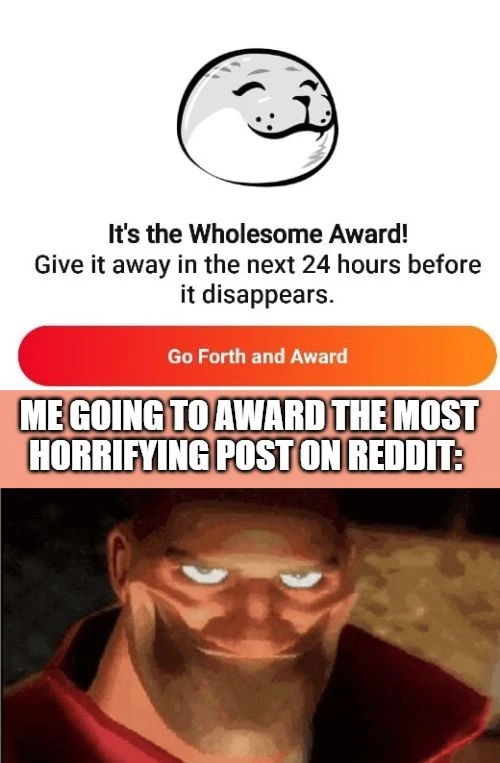 It's the Wholesome Award!
Give it away in the next 24 hours before
it disappears.
Go Forth and Award
ME GOING TO AWARD THE MOST
HORRIFYING POST ON REDDIT: